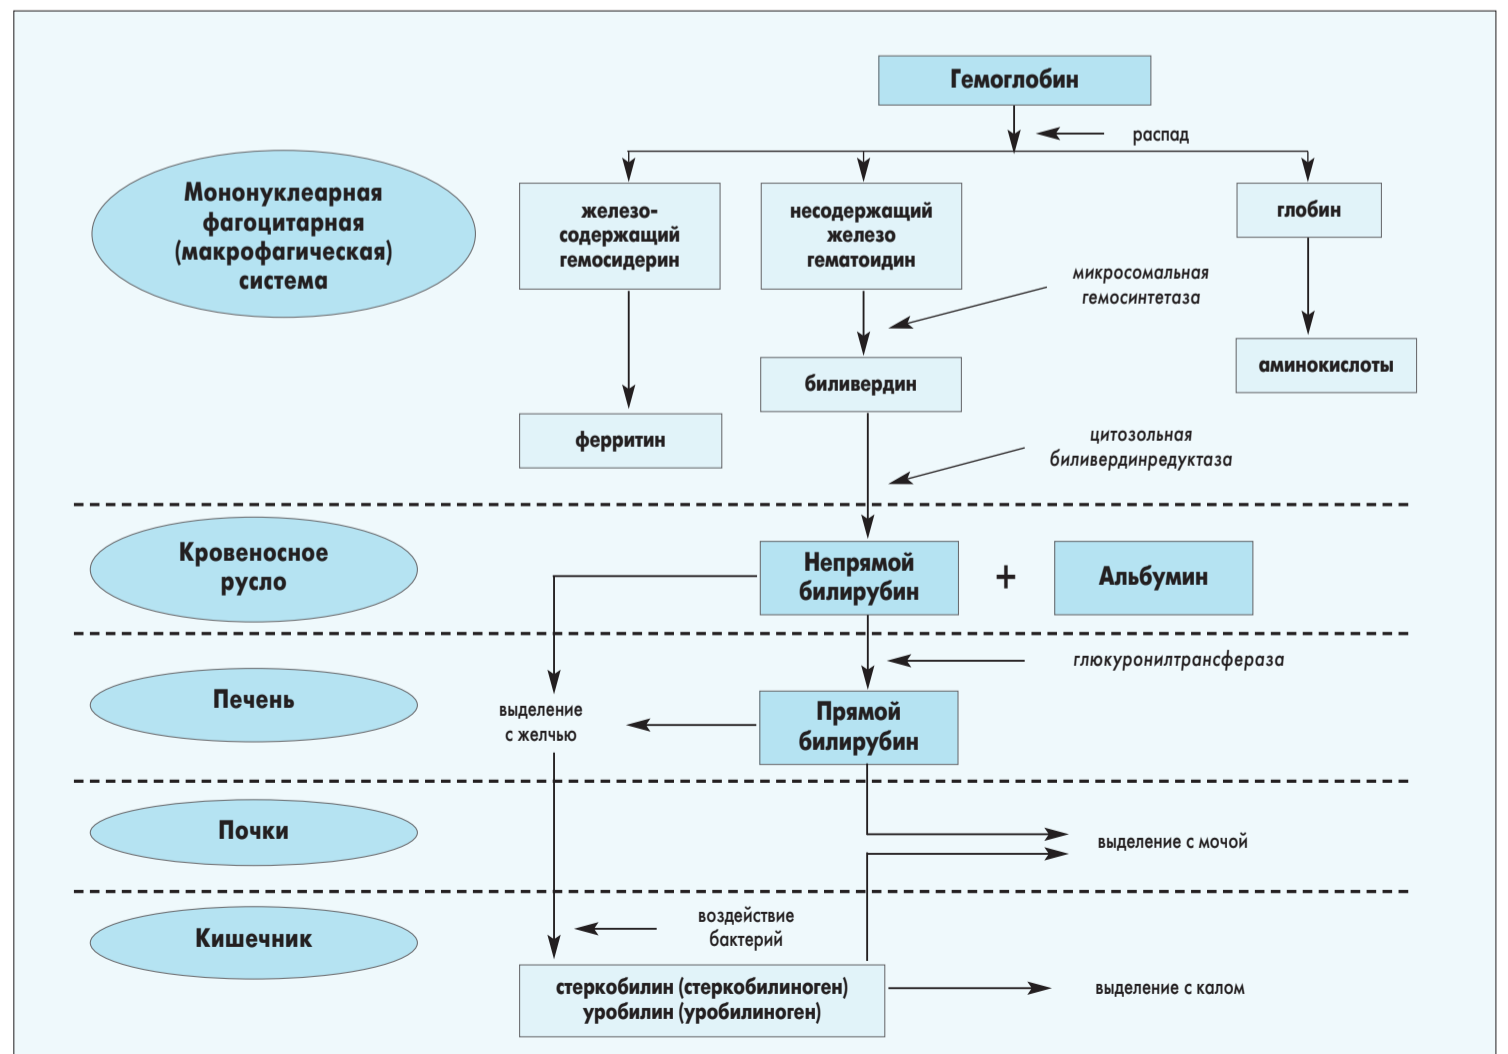 Гемоглобин
распад
Мононуклеарная
фагоцитарная
(макрофагическая)
система
железо-
содержащий
гемосидерин
несодержащий
железо
гематоидин
глобин
микросомальная
гемосинтетаза
аминокислоты
биливердин
ферритин
цитозольная
биливердинредуктаза
Кровеносное
русло
Непрямой
билирубин
+
Альбумин
глюкуронилтрансфераза
Печень
выделение
с желчью
Прямой
билирубин
Почки
выделение с мочой
Кишечник
воздействие
бактерий
стеркобилин (стеркобилиноген)
уробилин (уробилиноген)
выделение с калом